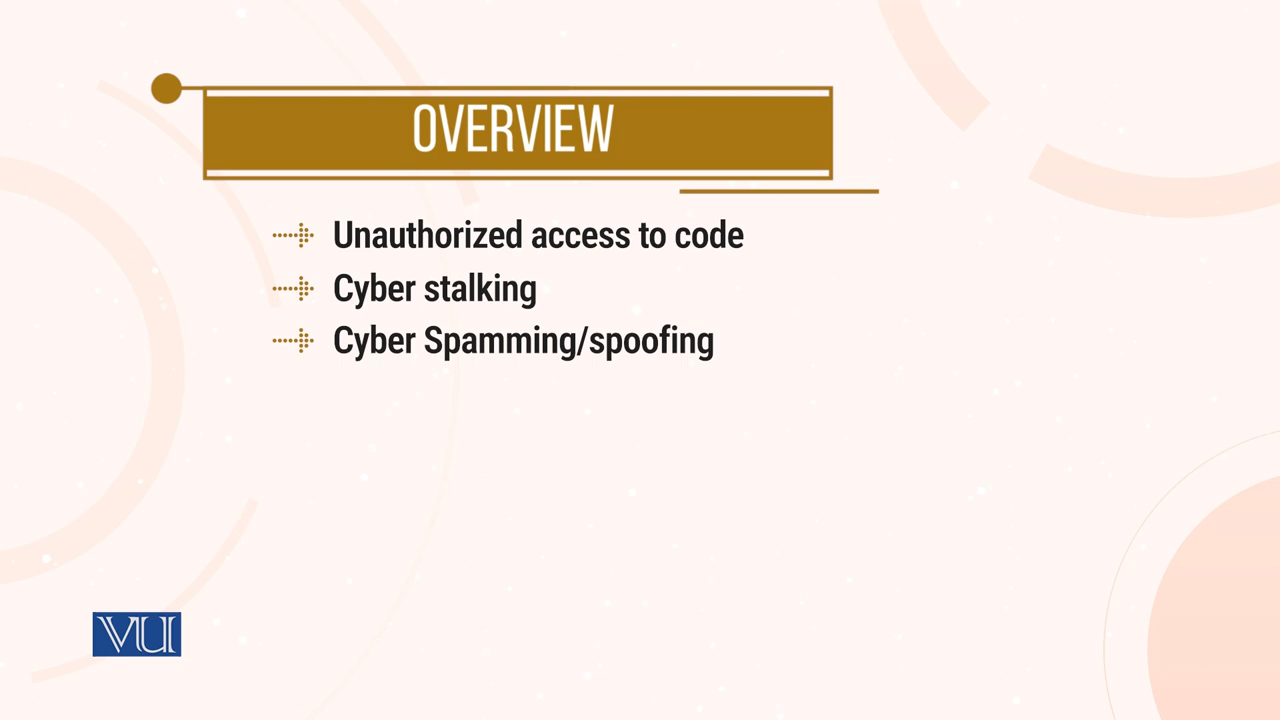 OVERVIEW
Unauthorized access to code
Cyber stalking
Cyber Spamming/spoofing
VU